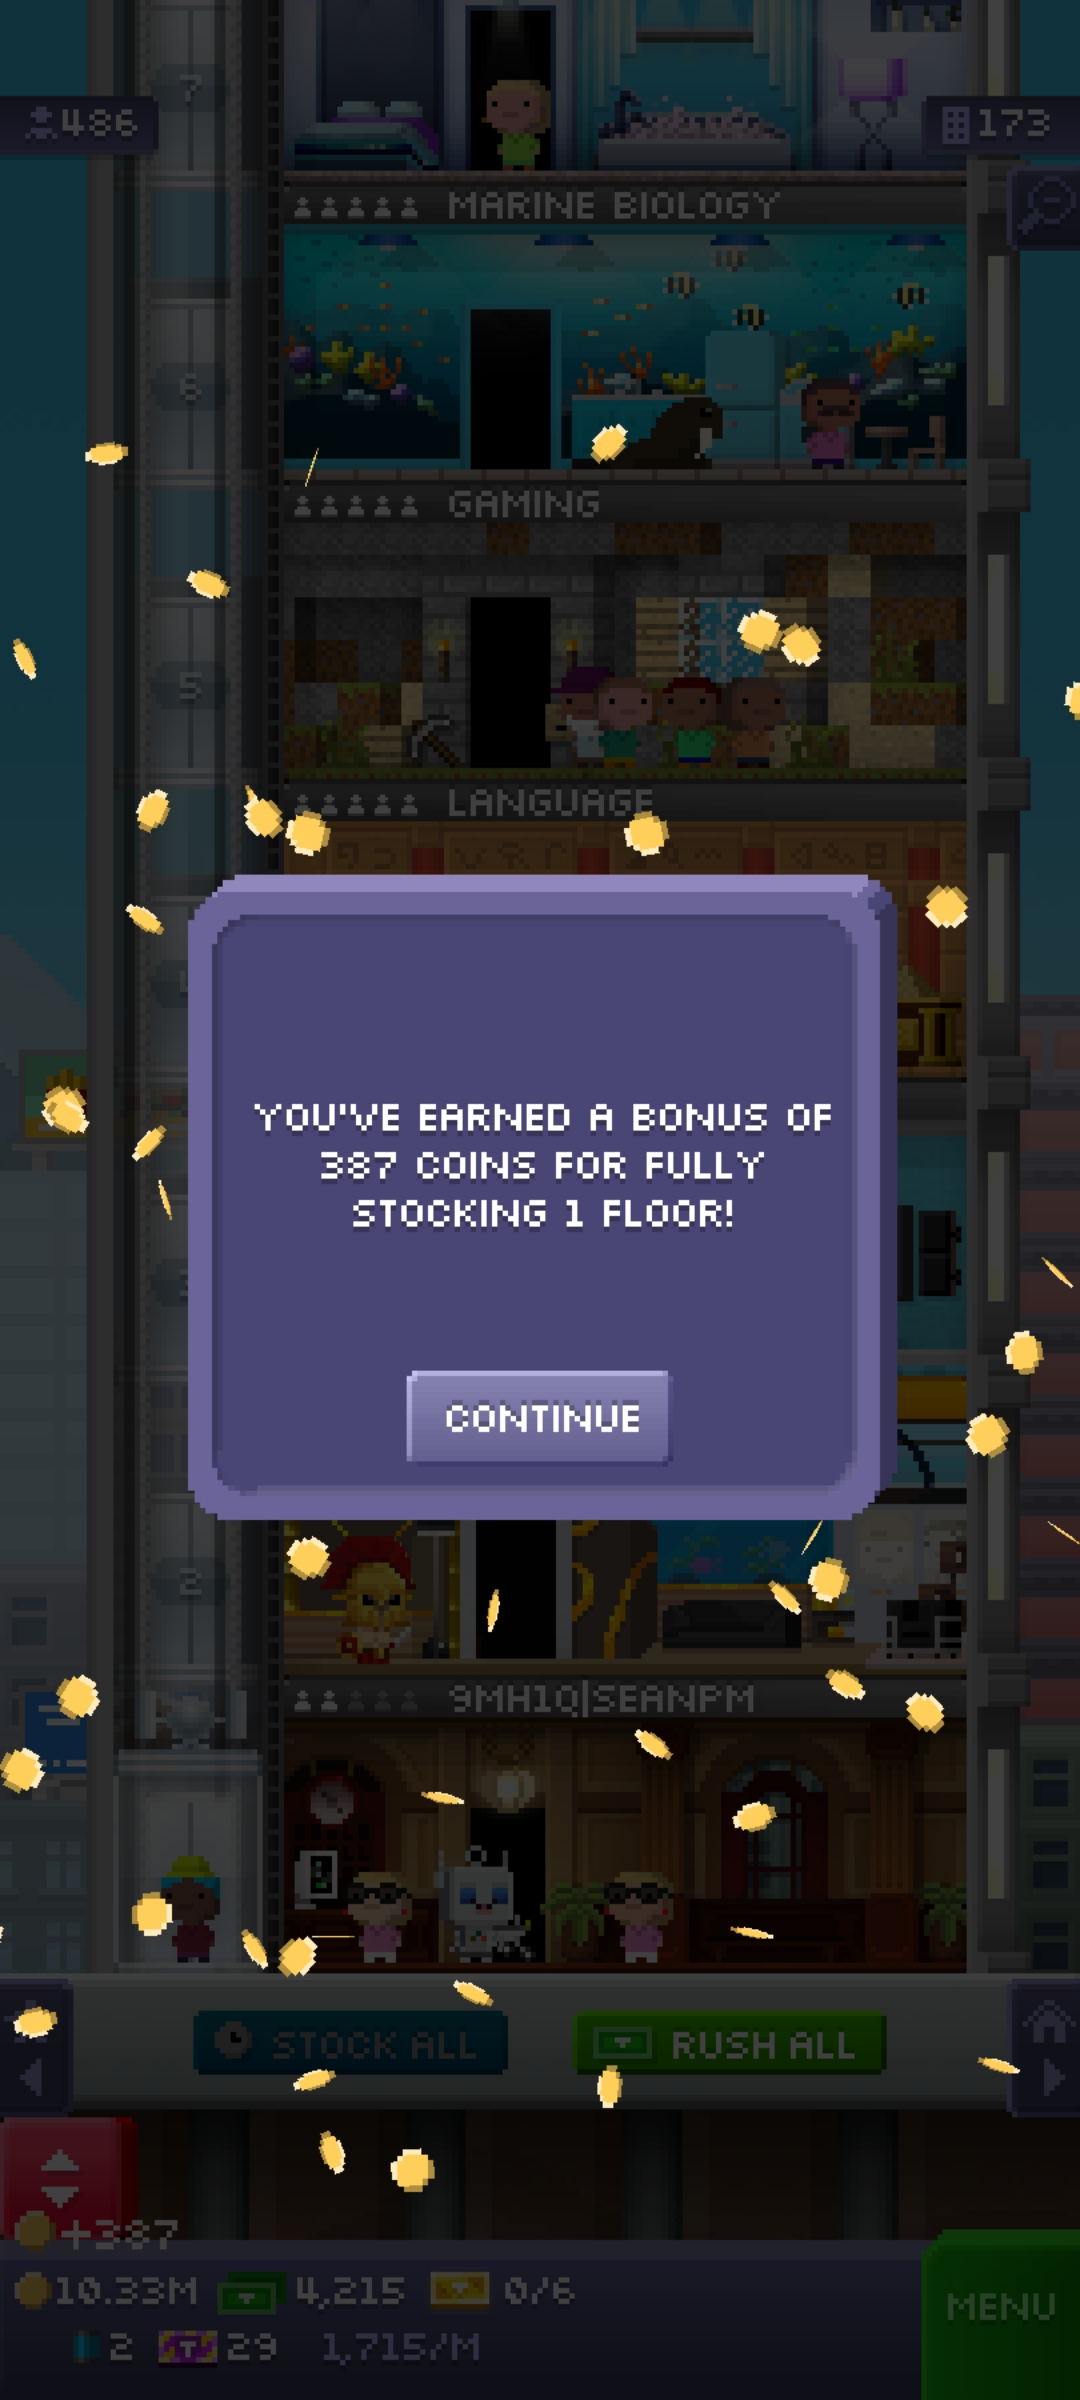 7
486
173
MARINE BIOLOGY
6
GAMING
5
LANGUAGE
YOU'VE EARNED A BONUS OF
387 COINS FOR FULLY
STOCKING 1 FLOOR!
CONTINUE
2
9MH1Q|SEANPM
STOCK ALL
RUSH ALL
+387
10.33M
4,215
0/6
MENU
2
29
1,715/M